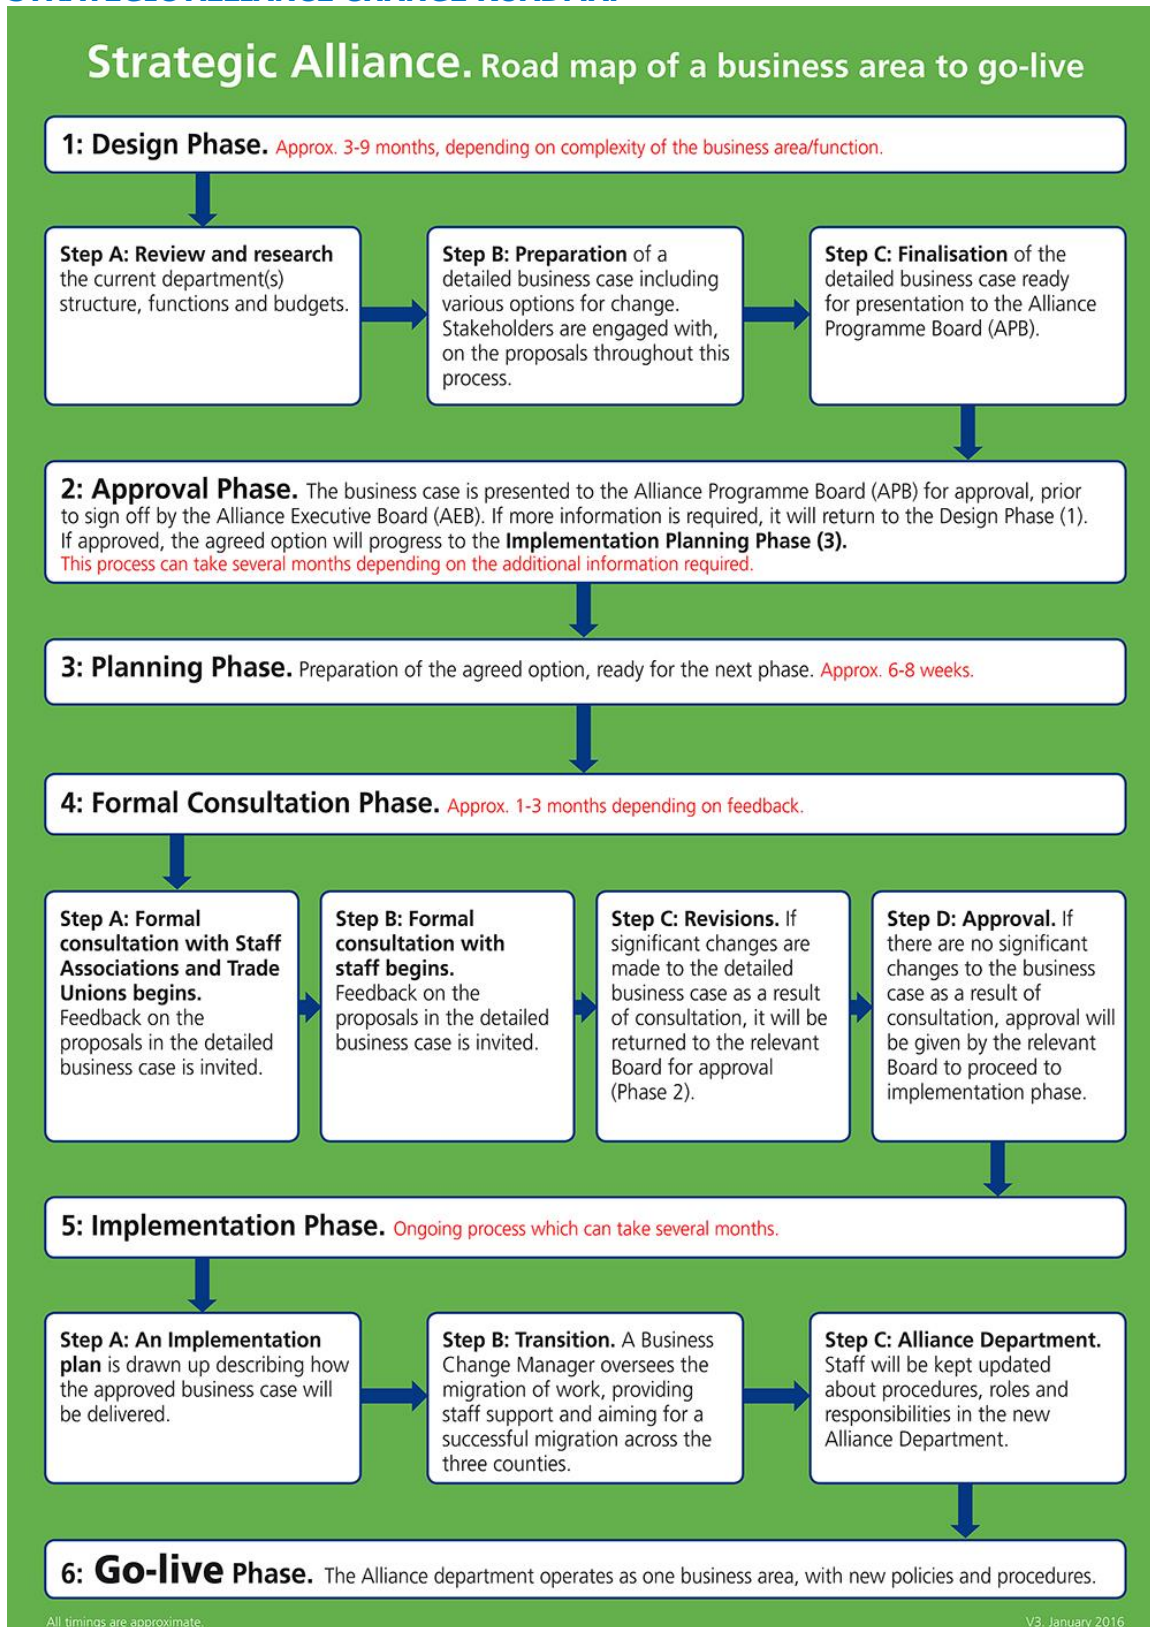 STRATEGIC ALLIANCE CHANGE ROADMAP
Strategic Alliance. Road map of a business area to go-live
1: Design Phase. Approx. 3-9 months, depending on complexity of the business area/function.
Step A: Review and research
the current department(s)
structure, functions and budgets.
Step B: Preparation of a
detailed business case including
various options for change.
Stakeholders are engaged with,
on the proposals throughout this
process.
Step C: Finalisation of the
detailed business case ready
for presentation to the Alliance
Programme Board (APB).
2: Approval Phase. The business case is presented to the Alliance Programme Board (APB) for approval, prior
to sign off by the Alliance Executive Board (AEB). If more information is required, it will return to the Design Phase (1).
If approved, the agreed option will progress to the Implementation Planning Phase (3).
This process can take several months depending on the additional information required.
3: Planning Phase. Preparation of the agreed option, ready for the next phase. Approx. 6-8 weeks.
4: Formal Consultation Phase. Approx. 1-3 months depending on feedback.
Step A: Formal
consultation with Staff
Associations and Trade
Unions begins.
Feedback on the
proposals in the detailed
business case is invited.
Step B: Formal
consultation with
staff begins.
Feedback on the
proposals in the detailed
business case is invited.
Step C: Revisions. If
significant changes are
made to the detailed
business case as a result
of consultation, it will be
returned to the relevant
Board for approval
(Phase 2).
Step D: Approval. If
there are no significant
changes to the business
case as a result of
consultation, approval will
be given by the relevant
Board to proceed to
implementation phase.
5: Implementation Phase. Ongoing process which can take several months.
Step A: An Implementation
plan is drawn up describing how
the approved business case will
be delivered.
Step B: Transition. A Business
Change Manager oversees the
migration of work, providing
staff support and aiming for a
successful migration across the
three counties.
Step C: Alliance Department.
Staff will be kept updated
about procedures, roles and
responsibilities in the new
Alliance Department.
6: Go-live Phase. The Alliance department operates as one business area, with new policies and procedures.
All timings are approximate.
V3. January 2016